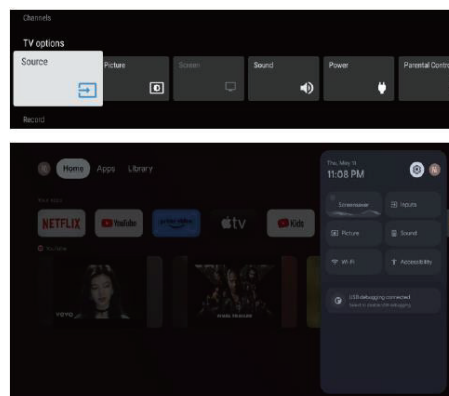 Channels
TV options
Source
Picture
Screen
Sound
Power
Parental Contro
Record
Thu, May 11
11:08 PM
Home
Apps
Library
Screensaver
Inputs
NETFLIX
YouTube
prime video
tv
Kids
Picture
Sound
Wi-Fi
Accessibility
USB debugging connected